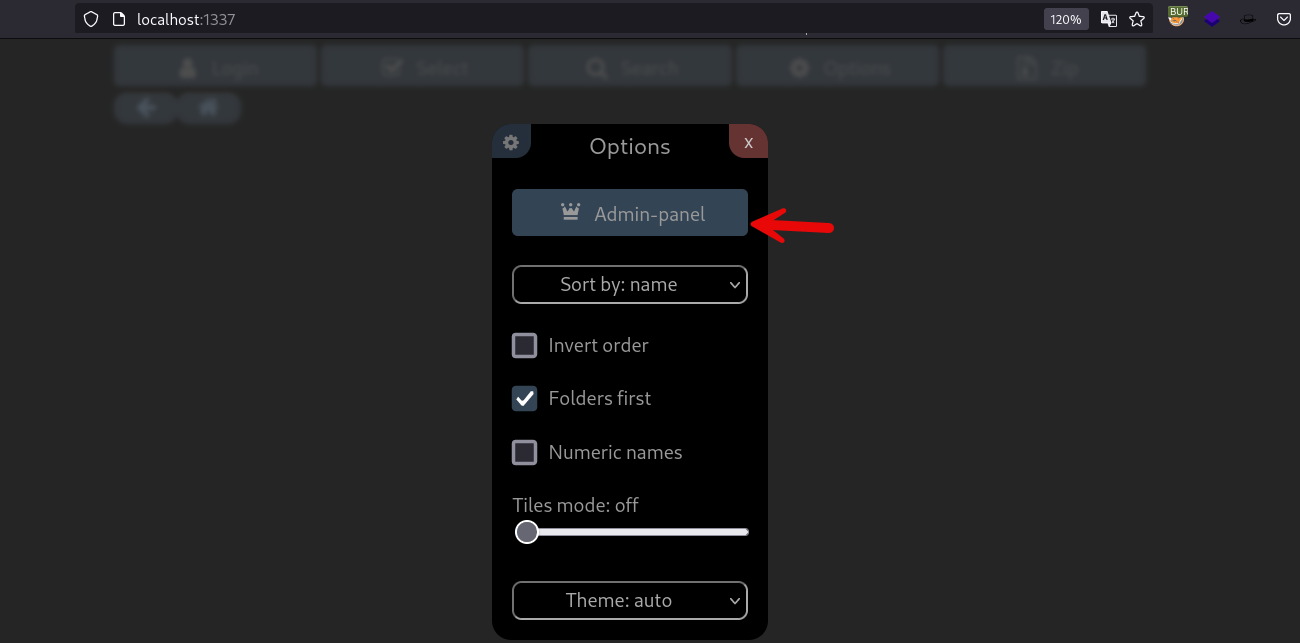 localhost:1337
120%
BUR
Login
Select
Search
Options
Zip
Options
x
Admin-panel
Sort by: name
Invert order
Folders first
Numeric names
Tiles mode: off
Theme: auto